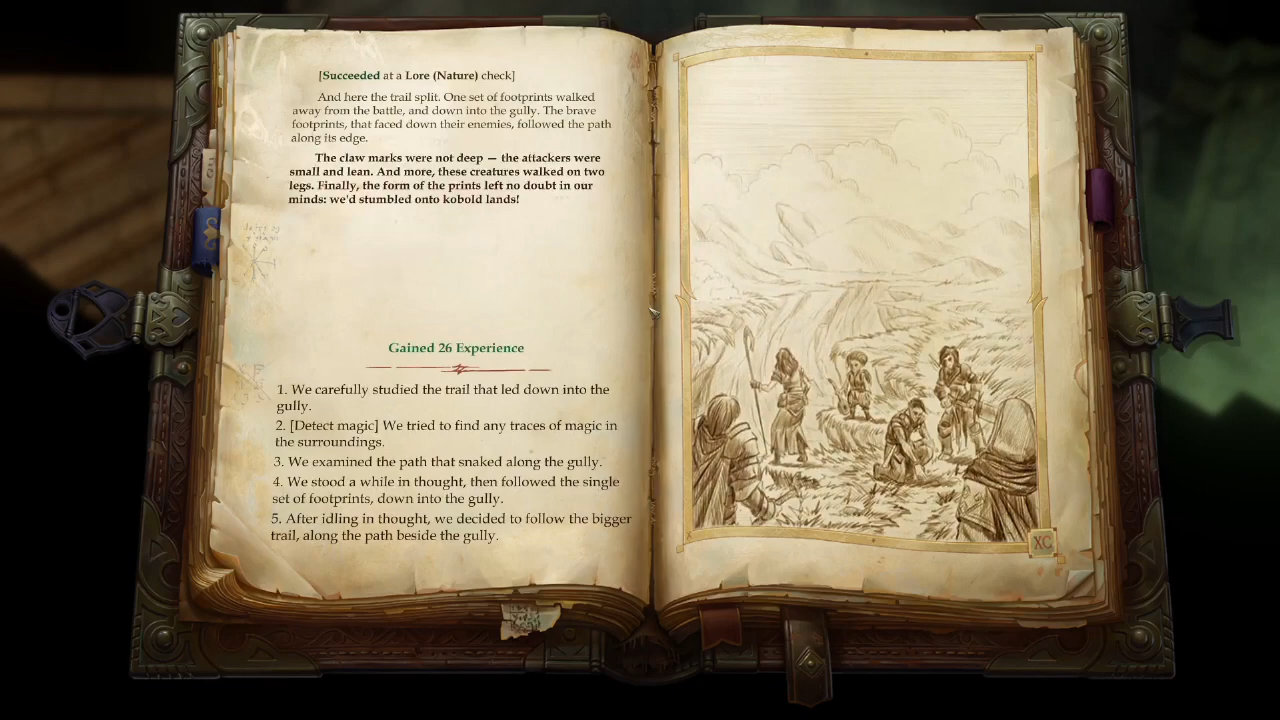 [Succeeded at a Lore (Nature) check]
And here the trail split. One set of footprints walked
away from the battle, and down into the gully. The brave
footprints, that faced down their enemies, followed the path
along its edge.
The claw marks were not deep — the attackers were
small and lean. And more, these creatures walked on two
legs. Finally, the form of the prints left no doubt in our
minds: we'd stumbled onto kobold lands!
Gained 26 Experience
1. We carefully studied the trail that led down into the
gully.
2. [Detect magic] We tried to find any traces of magic in
the surroundings.
3. We examined the path that snaked along the gully.
4. We stood a while in thought, then followed the single
set of footprints, down into the gully.
5. After idling in thought, we decided to follow the bigger
trail, along the path beside the gully.
XC